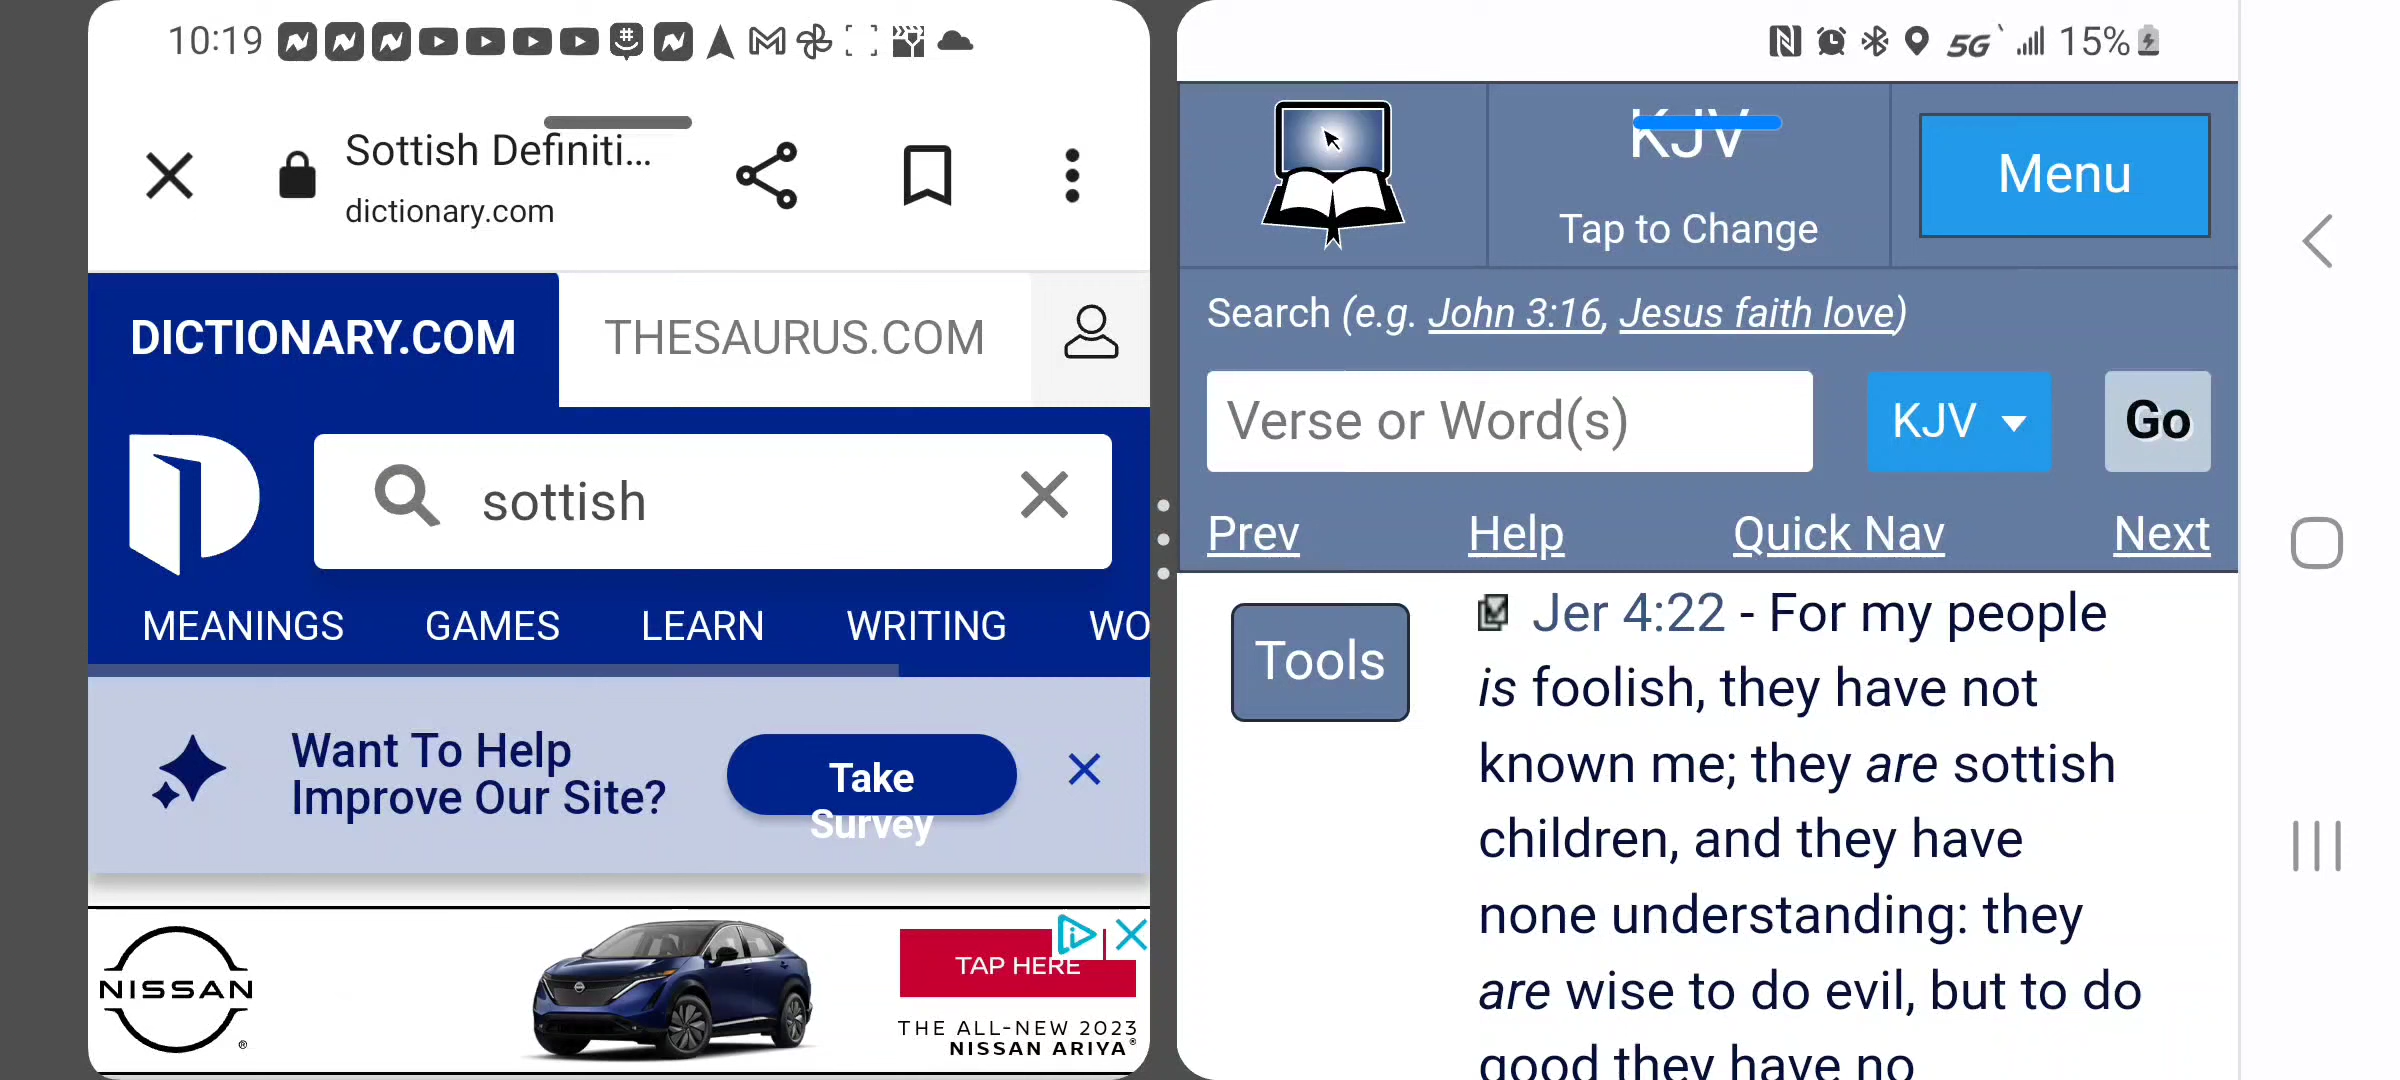 10:19
5G
15%
Sottish Definiti...
dictionary.com
DICTIONARY.COM
THESAURUS.COM
sottish
MEANINGS
GAMES
LEARN
WRITING
WO
Want To Help
Improve Our Site?
Take
Survey
NISSAN
TAP HERE
THE ALL-NEW 2023
NISSAN ARIYA®
KJV
Tap to Change
Menu
Search (e.g. John 3:16, Jesus faith love)
Verse or Word(s)
KJV
Go
Prev
Help
Quick Nav
Next
Tools
Jer 4:22 - For my people
is foolish, they have not
known me; they are sottish
children, and they have
none understanding: they
are wise to do evil, but to do
good they have no